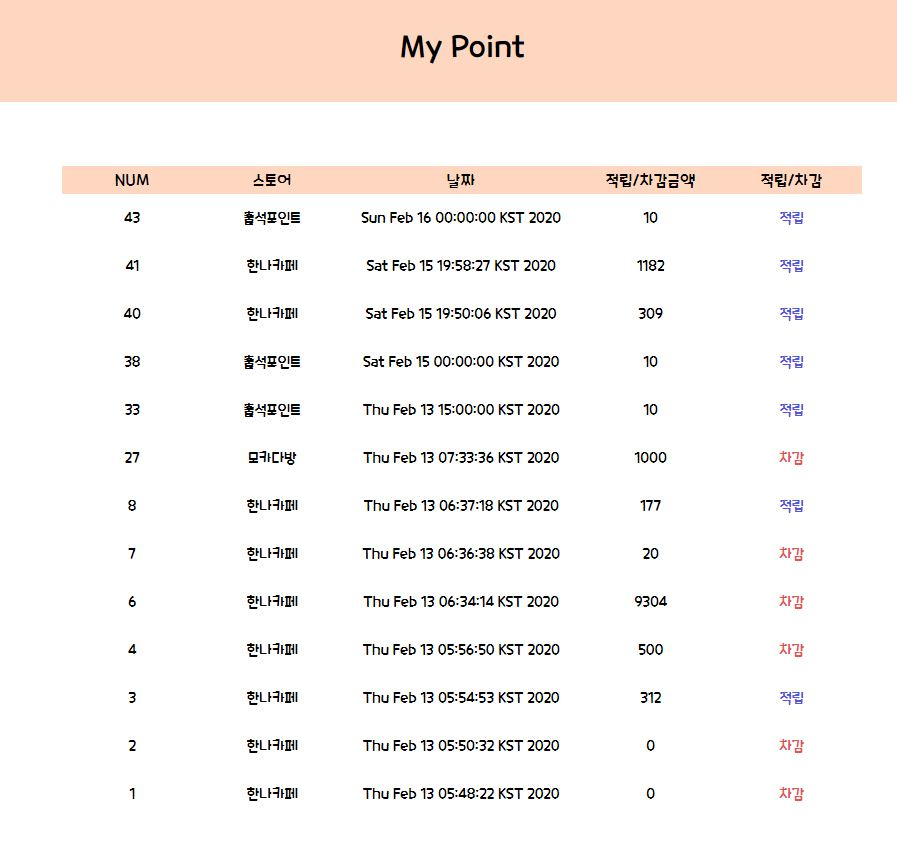 My Point
NUM 스토어 날짜 적립/차감금액 적립/차감
43 출석포인트 Sun Feb 16 00:00:00 KST 2020 10 적립
41 한나카페 Sat Feb 15 19:58:27 KST 2020 1182 적립
40 한나카페 Sat Feb 15 19:50:06 KST 2020 309 적립
38 출석포인트 Sat Feb 15 00:00:00 KST 2020 10 적립
33 출석포인트 Thu Feb 13 15:00:00 KST 2020 10 적립
27 모카다방 Thu Feb 13 07:33:36 KST 2020 1000 차감
8 한나카페 Thu Feb 13 06:37:18 KST 2020 177 적립
7 한나카페 Thu Feb 13 06:36:38 KST 2020 20 차감
6 한나카페 Thu Feb 13 06:34:14 KST 2020 9304 차감
4 한나카페 Thu Feb 13 05:56:50 KST 2020 500 차감
3 한나카페 Thu Feb 13 05:54:53 KST 2020 312 적립
2 한나카페 Thu Feb 13 05:50:32 KST 2020 0 차감
1 한나카페 Thu Feb 13 05:48:22 KST 2020 0 차감